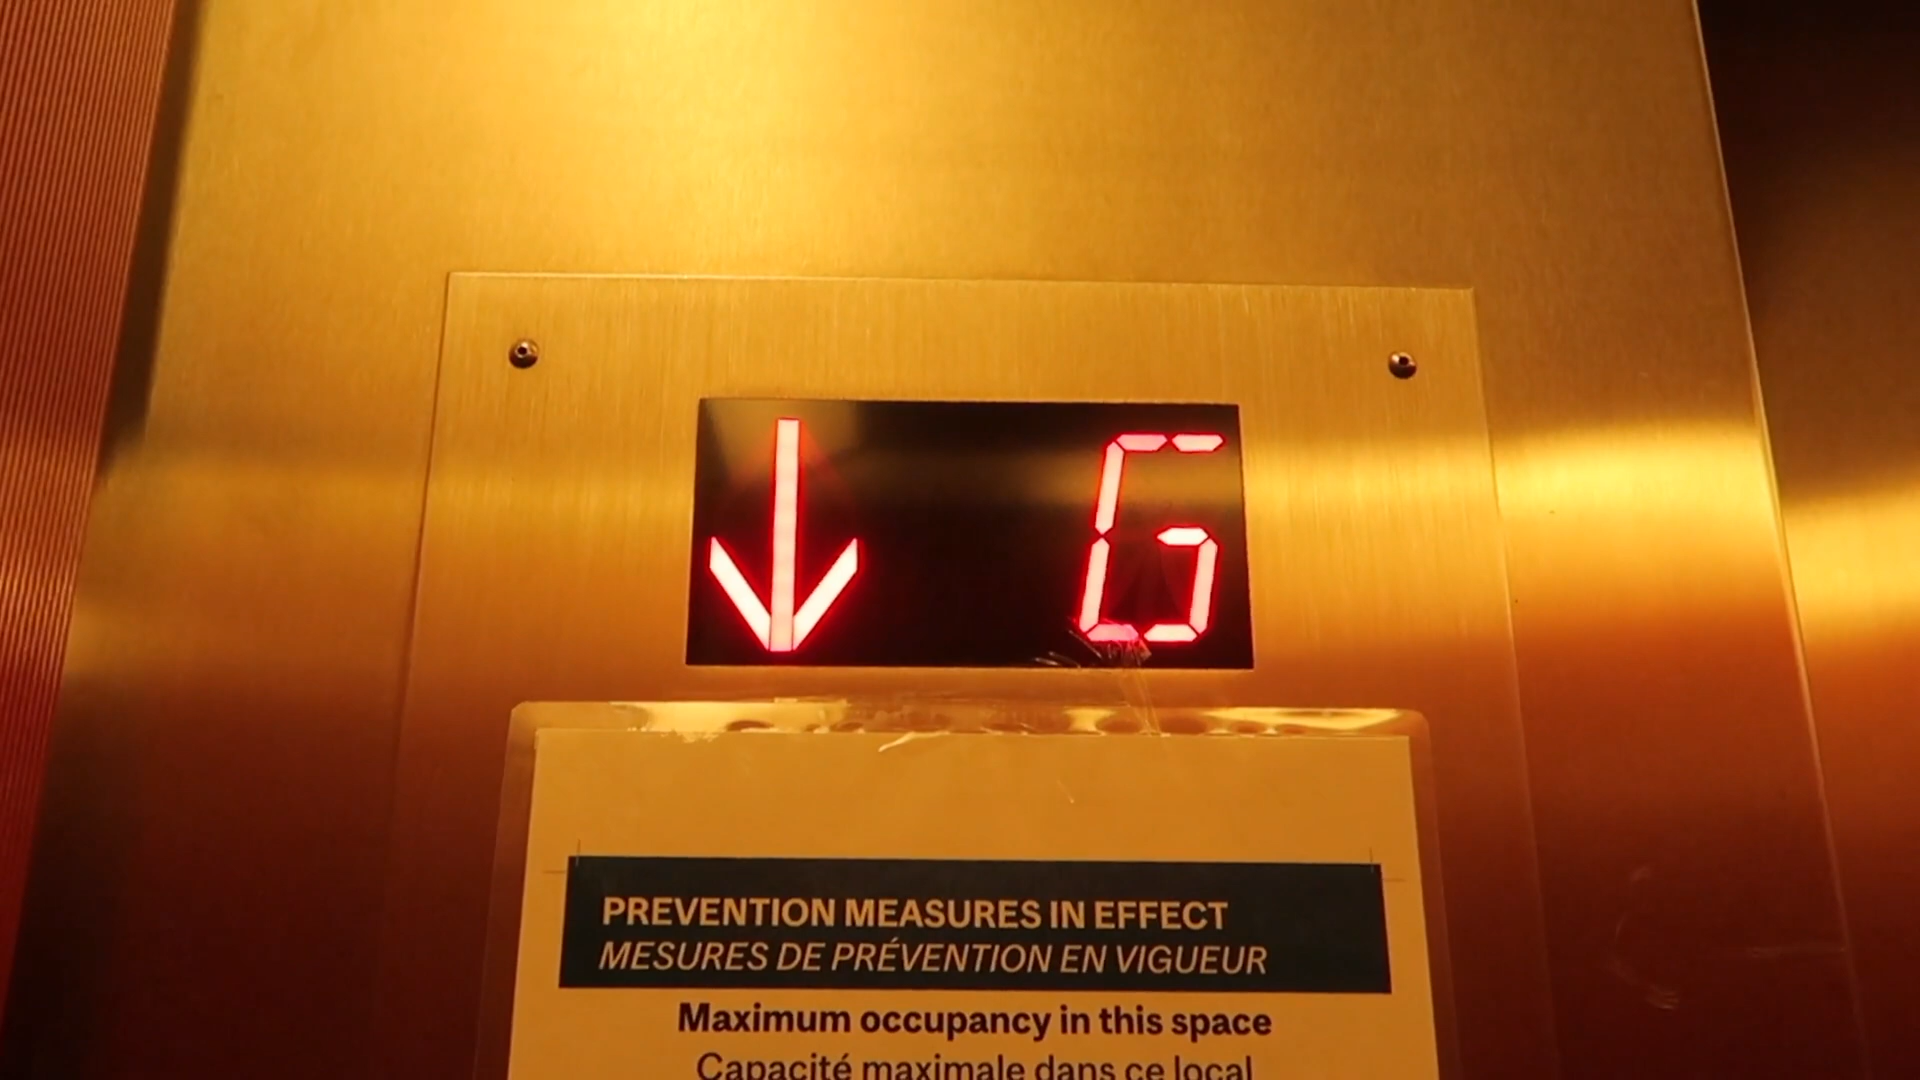 ↓ G
PREVENTION MEASURES IN EFFECT
MESURES DE PRÉVENTION EN VIGUEUR
Maximum occupancy in this space
Capacité maximale dans ce local